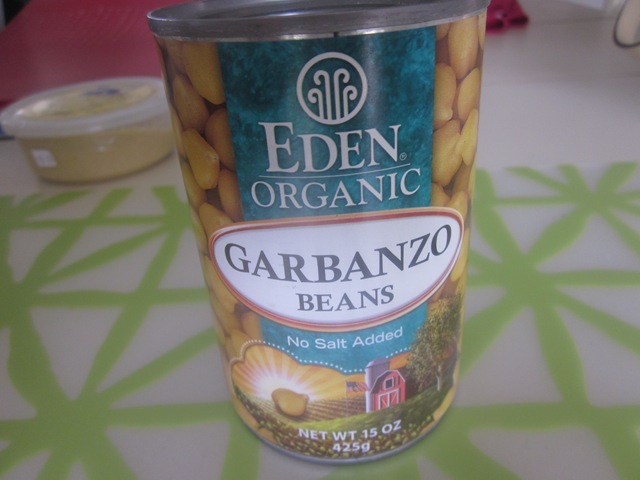 EDEN®
ORGANIC
GARBANZO
BEANS
No Salt Added
NET WT 15 OZ
425g